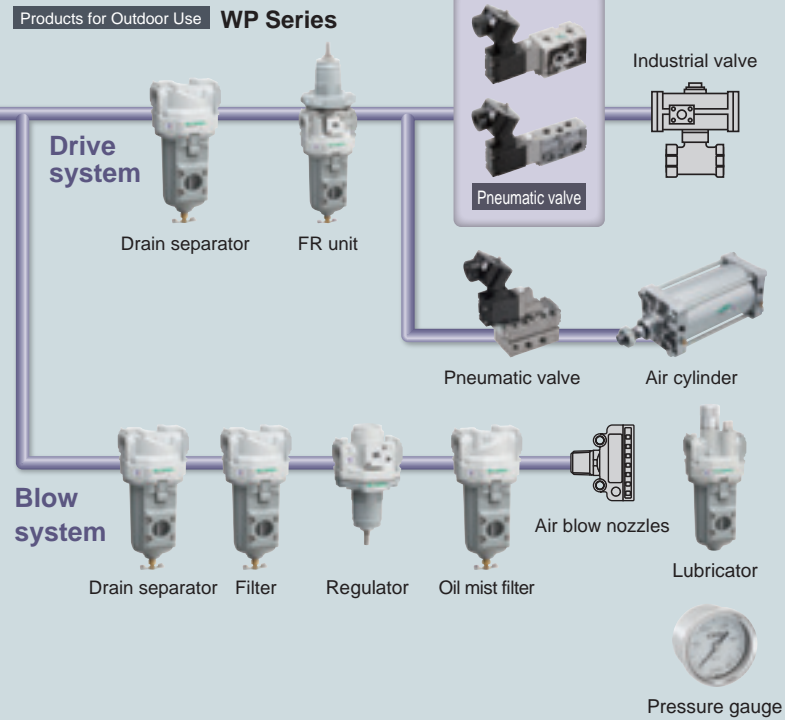 Products for Outdoor Use WP Series
Industrial valve
Drive
system
Pneumatic valve
Drain separator
FR unit
Pneumatic valve
Air cylinder
Blow
system
Air blow nozzles
Drain separator
Filter
Regulator
Oil mist filter
Lubricator
Pressure gauge